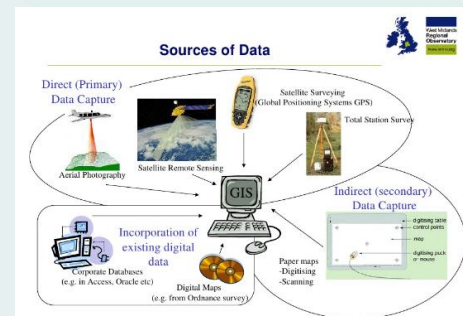 West Midlands
Regional
Observatory
Sources of Data
Direct (Primary)
Data Capture
Satellite Surveying
(Global Positioning Systems GPS)
Total Station Survey
Satellite Remote Sensing
Aerial Photography
GIS
Indirect (secondary)
Data Capture
digitising table
control points
map
digitising puck
or mouse
Incorporation of
existing digital
data
Corporate Databases
(e.g. in Access, Oracle etc)
Digital Maps
(e.g. from Ordnance survey)
Paper maps
-Digitising
-Scanning